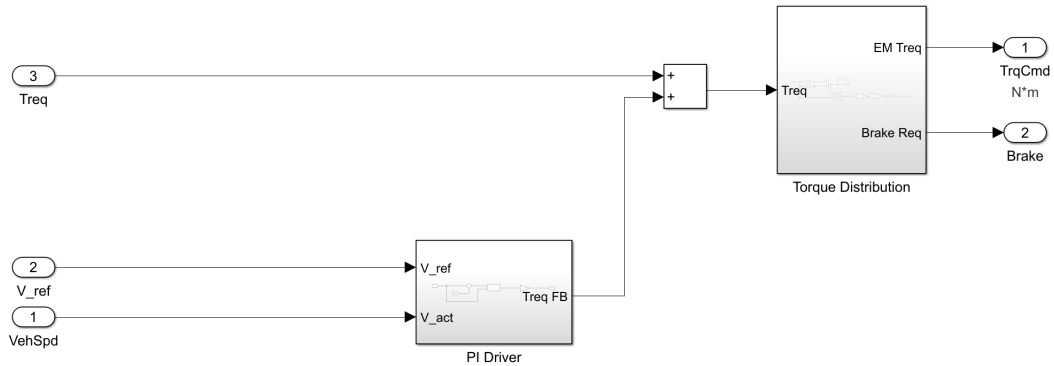 3
Treq
+
+
Treq
EM Treq
Brake Req
Torque Distribution
1
TrqCmd
N*m
2
Brake
2
V_ref
1
VehSpd
V_ref
V_act
Treq FB
PI Driver